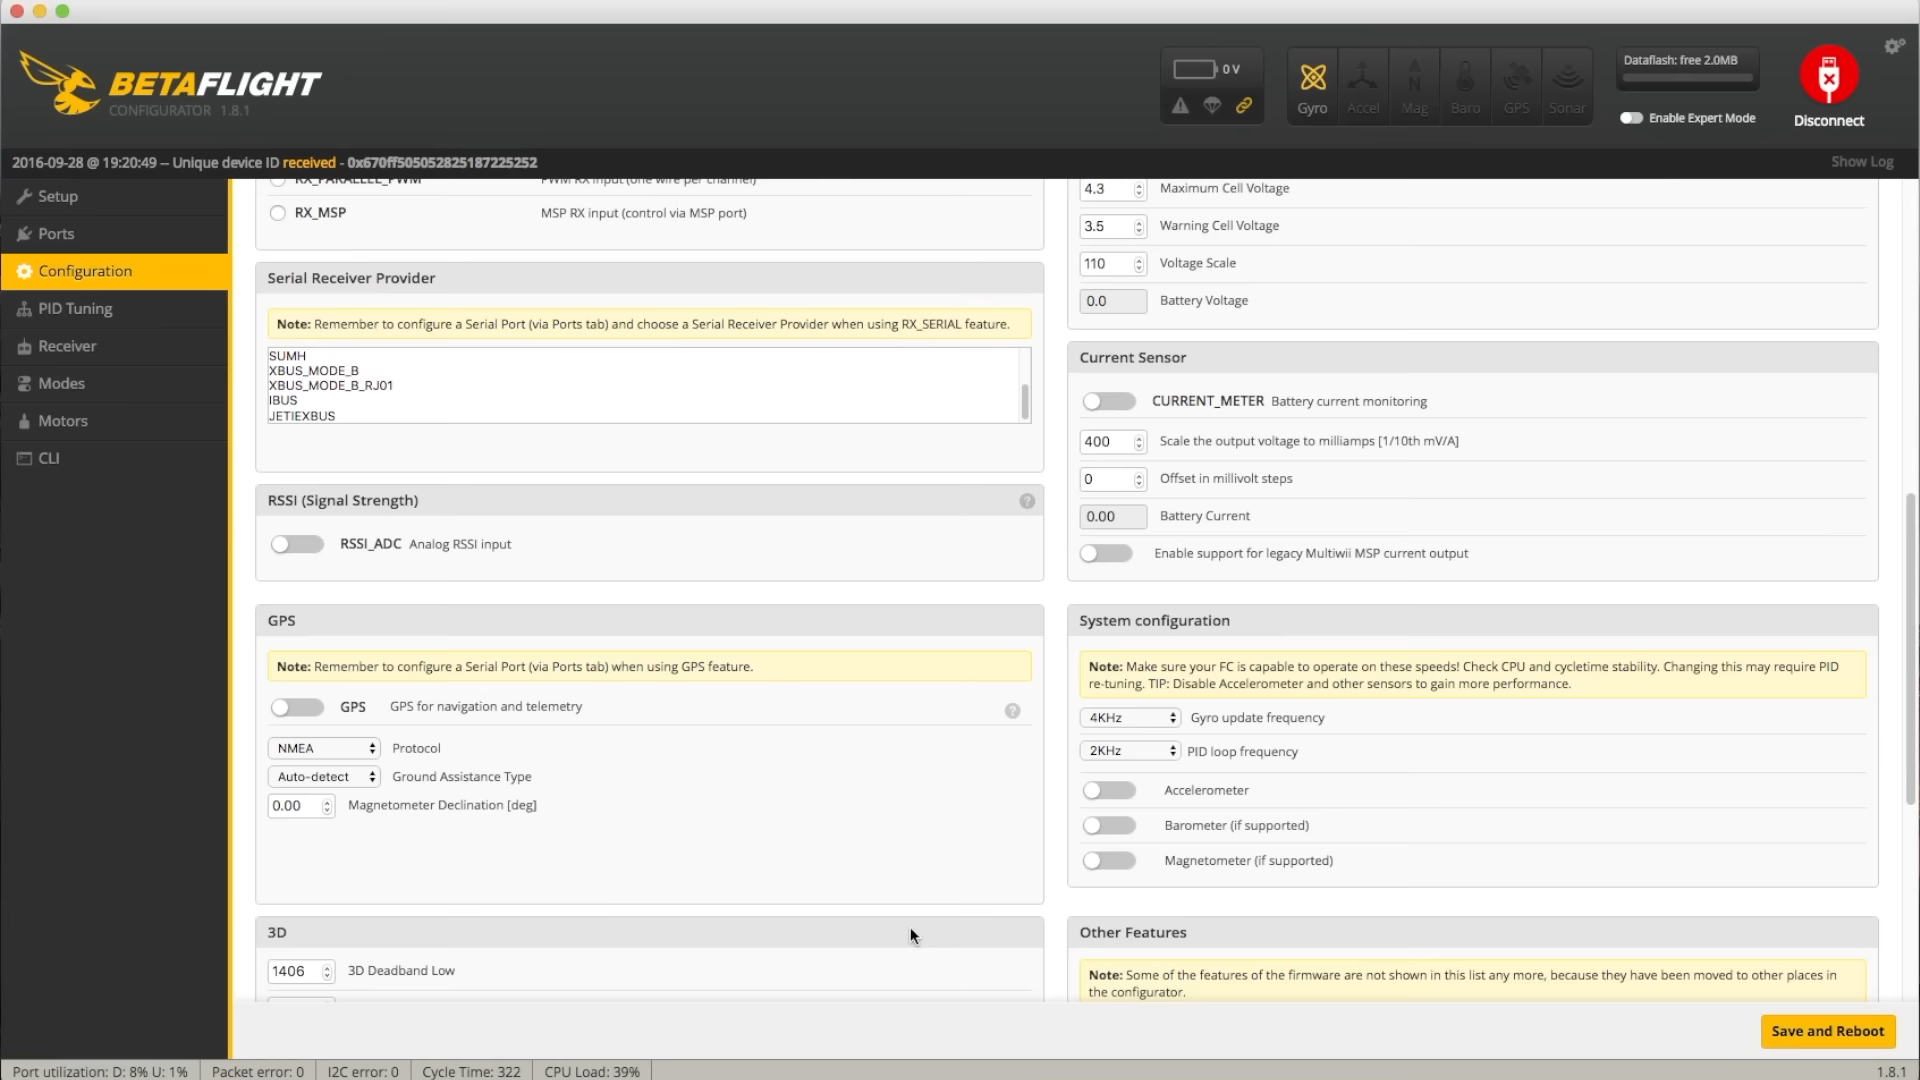 BETAFLIGHT
CONFIGURATOR 1.8.1
0 V
Gyro
Accel
Mag
Baro
GPS
Sonar
Dataflash: free 2.0MB
Enable Expert Mode
Disconnect
2016-09-28 @ 19:20:49 -- Unique device ID received - 0x670ff505052825187225252
Show Log
Setup
Ports
Configuration
PID Tuning
Receiver
Modes
Motors
CLI
RX_PARALLEL_PWM PWM RX input (one wire per channel)
RX_MSP MSP RX input (control via MSP port)
Serial Receiver Provider
Note: Remember to configure a Serial Port (via Ports tab) and choose a Serial Receiver Provider when using RX_SERIAL feature.
SUMH
XBUS_MODE_B
XBUS_MODE_B_RJ01
IBUS
JETIEXBUS
RSSI (Signal Strength)
?
RSSI_ADC Analog RSSI input
GPS
Note: Remember to configure a Serial Port (via Ports tab) when using GPS feature.
GPS GPS for navigation and telemetry
?
NMEA Protocol
Auto-detect Ground Assistance Type
0.00 Magnetometer Declination [deg]
3D
1406 3D Deadband Low
4.3 Maximum Cell Voltage
3.5 Warning Cell Voltage
110 Voltage Scale
0.0 Battery Voltage
Current Sensor
CURRENT_METER Battery current monitoring
400 Scale the output voltage to milliamps [1/10th mV/A]
0 Offset in millivolt steps
0.00 Battery Current
Enable support for legacy Multiwii MSP current output
System configuration
Note: Make sure your FC is capable to operate on these speeds! Check CPU and cycletime stability. Changing this may require PID
re-tuning. TIP: Disable Accelerometer and other sensors to gain more performance.
4KHz Gyro update frequency
2KHz PID loop frequency
Accelerometer
Barometer (if supported)
Magnetometer (if supported)
Other Features
Note: Some of the features of the firmware are not shown in this list any more, because they have been moved to other places in
the configurator.
Save and Reboot
Port utilization: D: 8% U: 1%
Packet error: 0
I2C error: 0
Cycle Time: 322
CPU Load: 39%
1.8.1